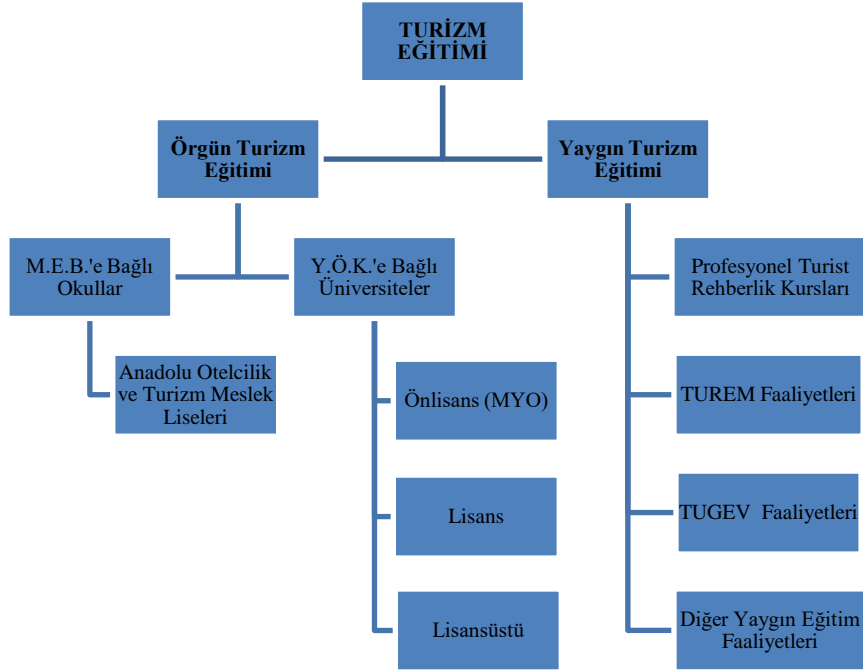 TURİZM
EĞİTİMİ
Örgün Turizm
Eğitimi
Yaygın Turizm
Eğitimi
M.E.B.'e Bağlı
Okullar
Y.Ö.K.'e Bağlı
Üniversiteler
Profesyonel Turist
Rehberlik Kursları
Anadolu Otelcilik
ve Turizm Meslek
Liseleri
Önlisans (MYO)
TUREM Faaliyetleri
Lisans
TUGEV Faaliyetleri
Lisansüstü
Diğer Yaygın Eğitim
Faaliyetleri